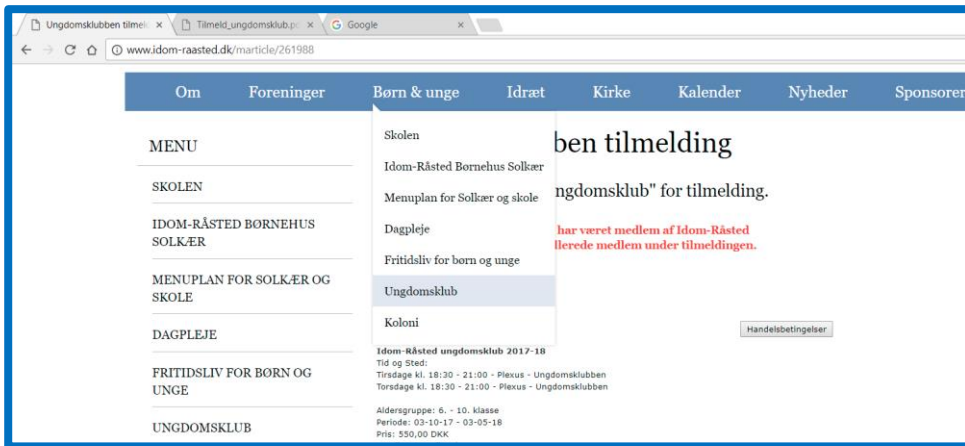 Ungdomsklubben tilmel
Tilmeld_ungdomsklub.p
Google
www.idom-raasted.dk/marticle/261988
Om Foreninger Børn & unge Idræt Kirke Kalender Nyheder Sponsorer
MENU
SKOLEN
IDOM-RÅSTED BØRNEHUS
SOLKÆR
MENUPLAN FOR SOLKÆR OG
SKOLE
DAGPLEJE
FRITIDSLIV FOR BØRN OG
UNGE
UNGDOMSKLUB
Skolen
Idom-Råsted Børnehus Solkær
Menuplan for Solkær og skole
Dagpleje
Fritidsliv for børn og unge
Ungdomsklub
Koloni
ben tilmelding
ngdomsklub" for tilmelding.
har været medlem af Idom-Råsted
llerede medlem under tilmeldingen.
Handelsbetingelser
Idom-Råsted ungdomsklub 2017-18
Tid og Sted:
Tirsdage kl. 18:30 - 21:00 - Plexus - Ungdomsklubben
Torsdage kl. 18:30 - 21:00 - Plexus - Ungdomsklubben
Aldersgruppe: 6. - 10. klasse
Periode: 03-10-17 - 03-05-18
Pris: 550,00 DKK